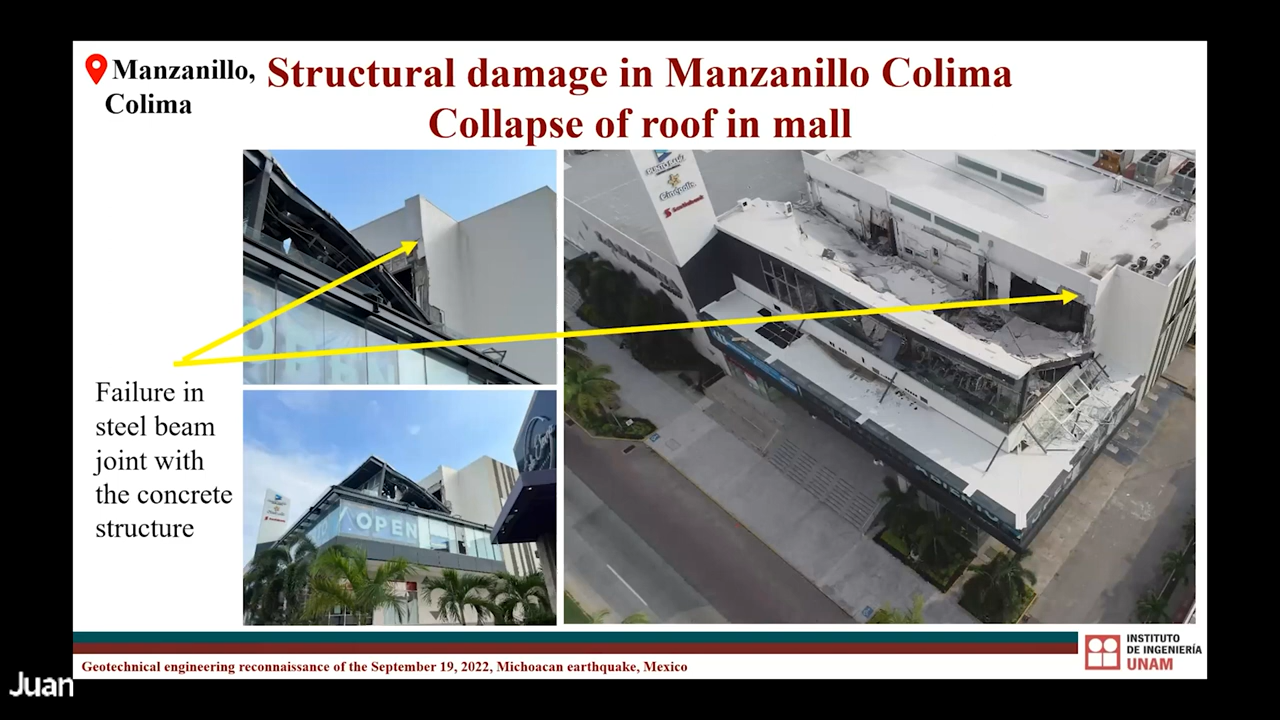 Manzanillo,
Colima
Structural damage in Manzanillo Colima
Collapse of roof in mall
Failure in
steel beam
joint with
the concrete
structure
Cinépolis
Scotiabank
OPEN
Geotechnical engineering reconnaissance of the September 19, 2022, Michoacan earthquake, Mexico
INSTITUTO
DE INGENIERÍA
UNAM
Juan